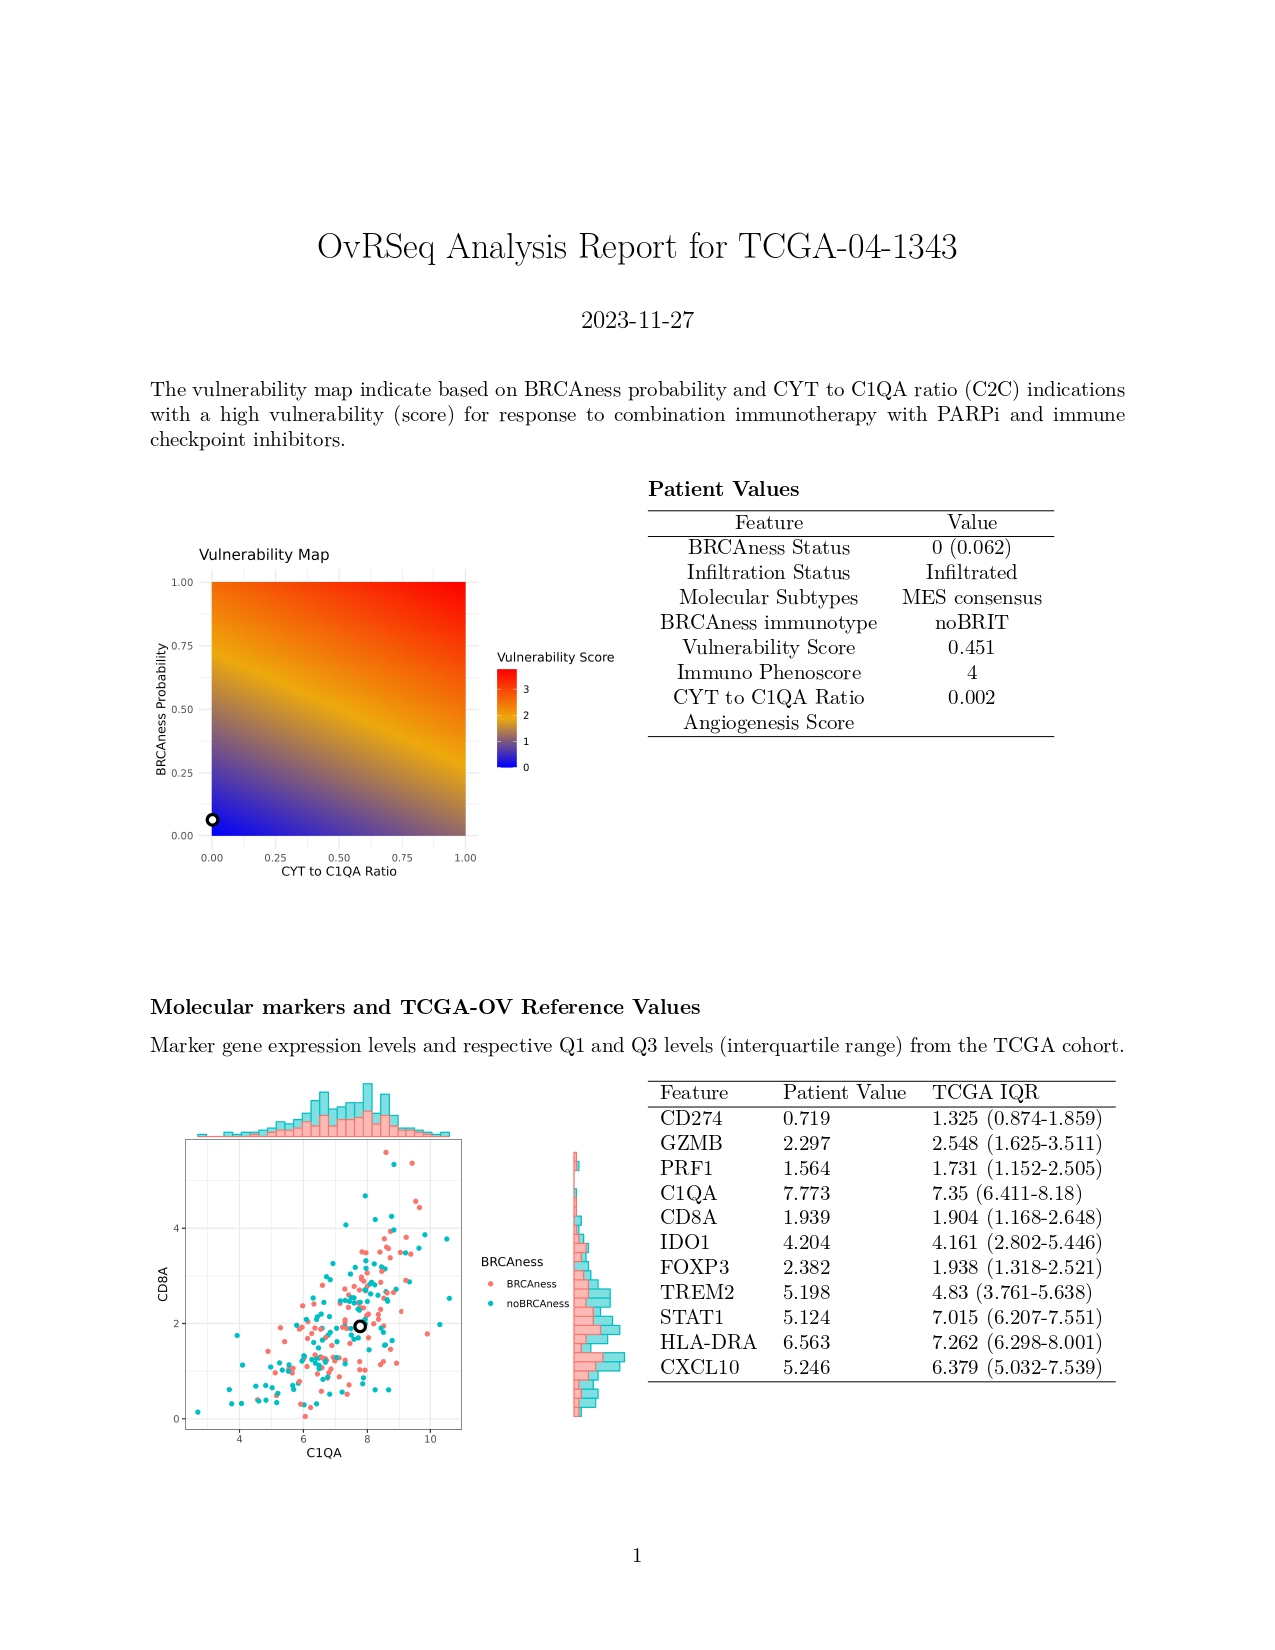 OvRSeq Analysis Report for TCGA-04-1343
2023-11-27
The vulnerability map indicate based on BRCAness probability and CYT to C1QA ratio (C2C) indications
with a high vulnerability (score) for response to combination immunotherapy with PARPi and immune
checkpoint inhibitors.
Vulnerability Map
1.00
0.75
0.50
0.25
0.00
BRCAness Probability
0.00 0.25 0.50 0.75 1.00
CYT to C1QA Ratio
Vulnerability Score
3
2
1
0
Patient Values
Feature Value
BRCAness Status 0 (0.062)
Infiltration Status Infiltrated
Molecular Subtypes MES consensus
BRCAness immunotype noBRIT
Vulnerability Score 0.451
Immuno Phenoscore 4
CYT to C1QA Ratio 0.002
Angiogenesis Score
Molecular markers and TCGA-OV Reference Values
Marker gene expression levels and respective Q1 and Q3 levels (interquartile range) from the TCGA cohort.
4
2
0
CD8A
4 6 8 10
C1QA
BRCAness
BRCAness
noBRCAness
Feature Patient Value TCGA IQR
CD274 0.719 1.325 (0.874-1.859)
GZMB 2.297 2.548 (1.625-3.511)
PRF1 1.564 1.731 (1.152-2.505)
C1QA 7.773 7.35 (6.411-8.18)
CD8A 1.939 1.904 (1.168-2.648)
IDO1 4.204 4.161 (2.802-5.446)
FOXP3 2.382 1.938 (1.318-2.521)
TREM2 5.198 4.83 (3.761-5.638)
STAT1 5.124 7.015 (6.207-7.551)
HLA-DRA 6.563 7.262 (6.298-8.001)
CXCL10 5.246 6.379 (5.032-7.539)
1